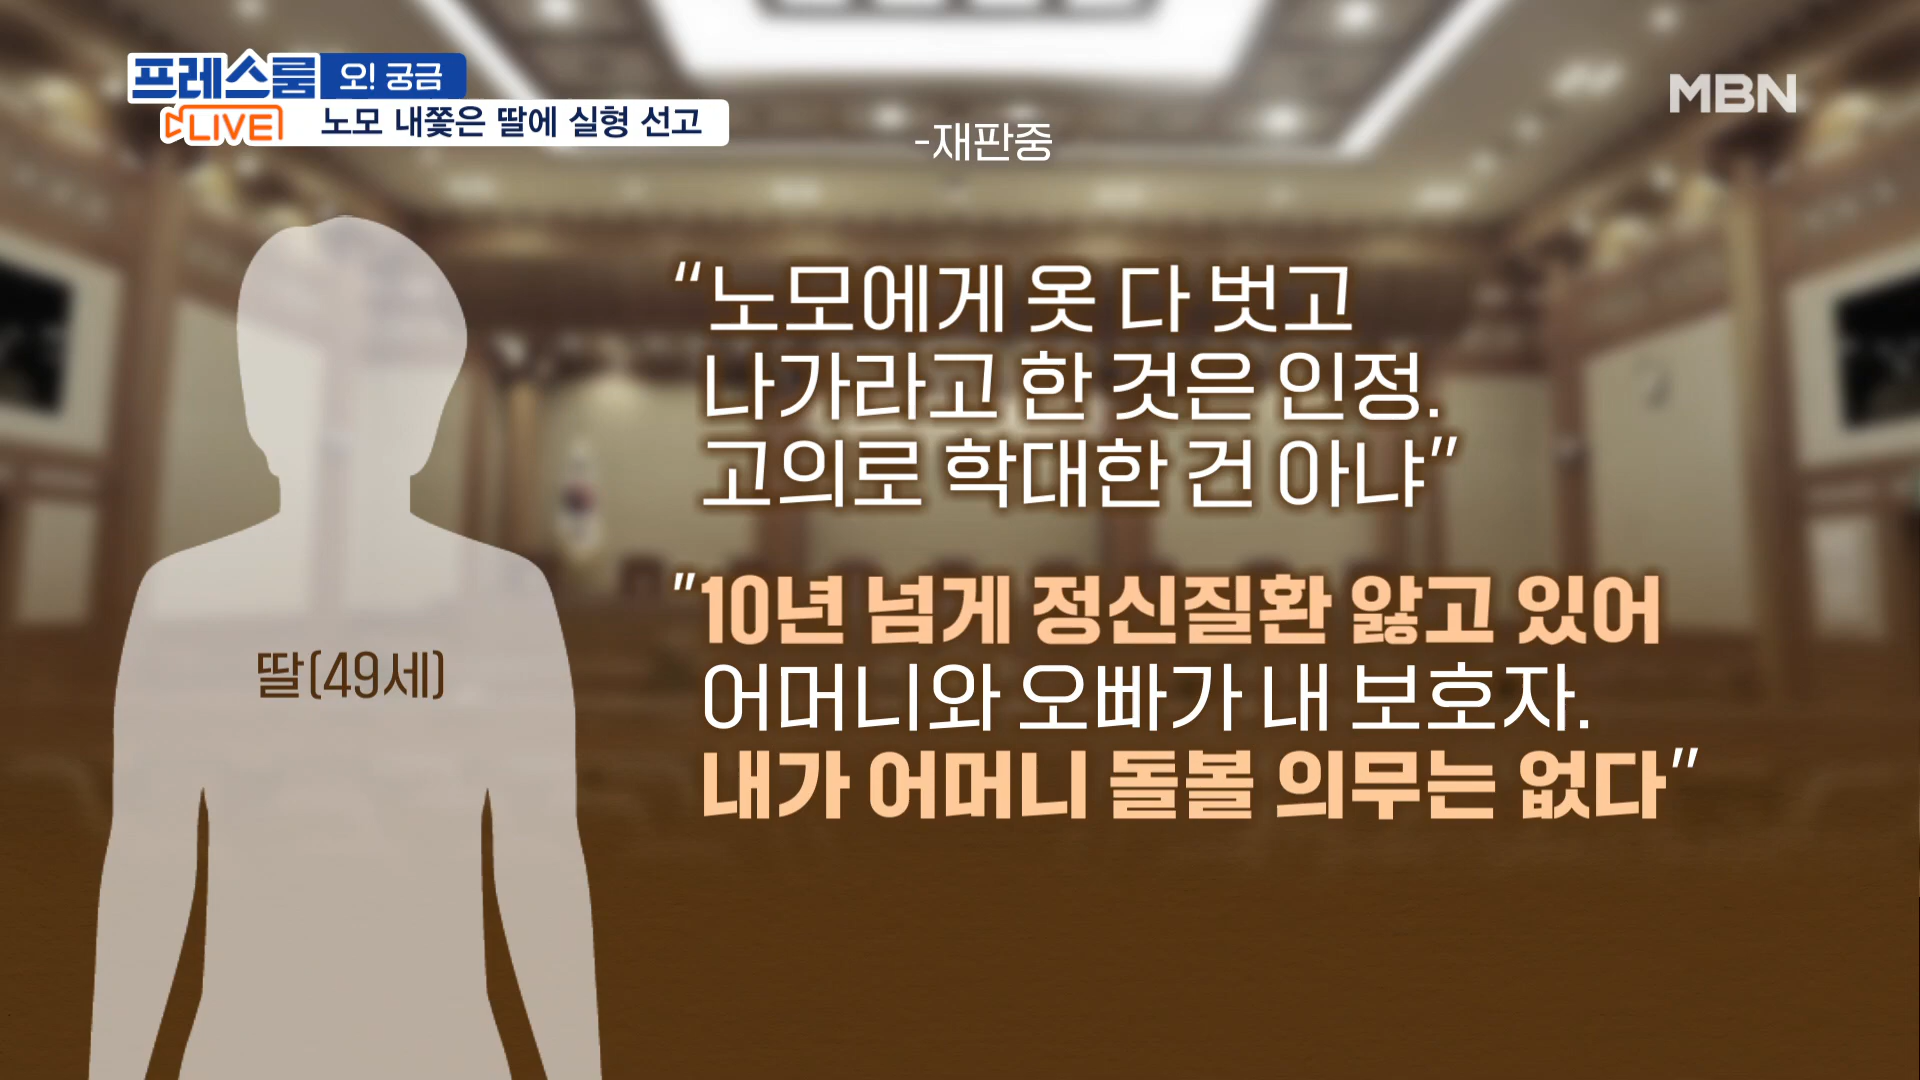 프레스룸 오! 궁금
LIVE! 노모 내쫓은 딸에 실형 선고
MBN
-재판중
“노모에게 옷 다 벗고
나가라고 한 것은 인정.
고의로 학대한 건 아냐”
"10년 넘게 정신질환 앓고 있어
어머니와 오빠가 내 보호자.
내가 어머니 돌볼 의무는 없다"
딸(49세)